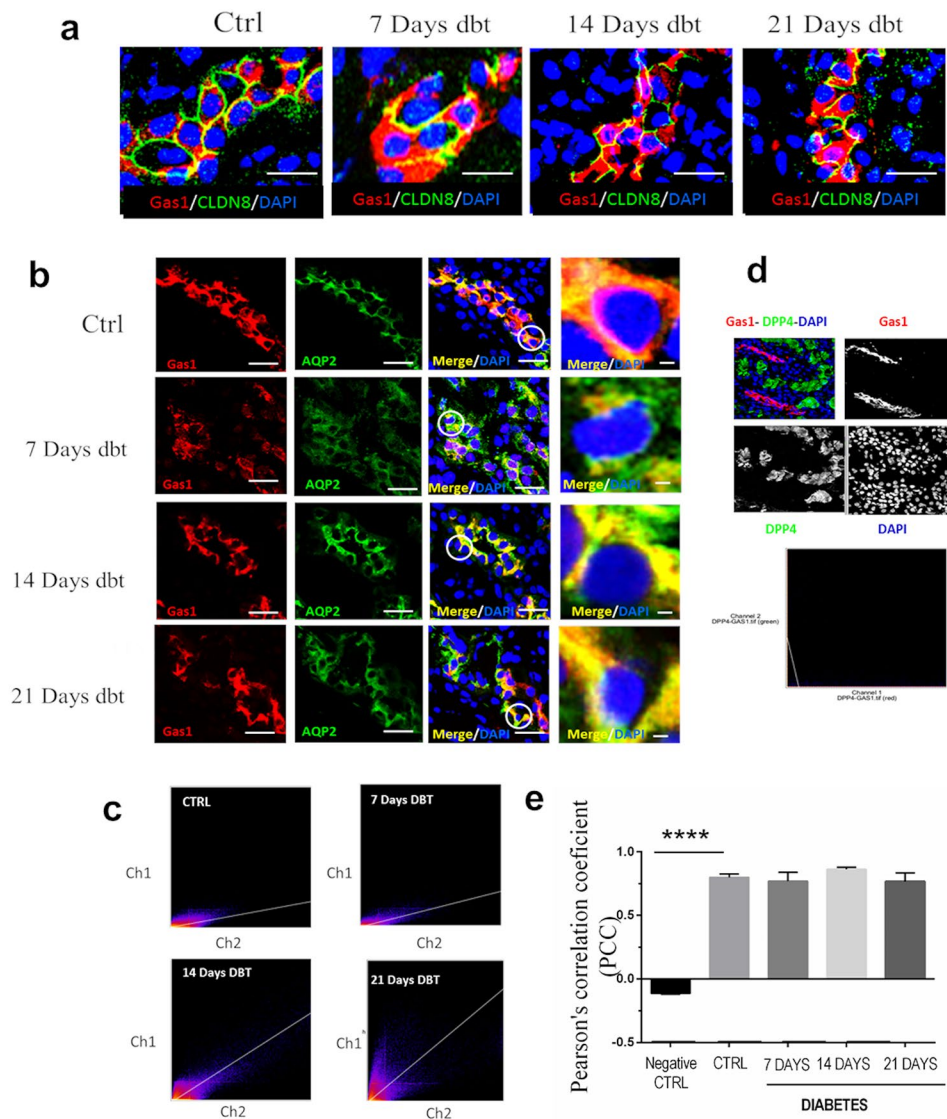 a
Ctrl
7 Days dbt
14 Days dbt
21 Days dbt
Gas1/CLDN8/DAPI
Gas1/CLDN8/DAPI
Gas1/CLDN8/DAPI
Gas1/CLDN8/DAPI
b
Ctrl
Gas1
AQP2
Merge/DAPI
Merge/DAPI
7 Days dbt
Gas1
AQP2
Merge/DAPI
Merge/DAPI
14 Days dbt
Gas1
AQP2
Merge/DAPI
Merge/DAPI
21 Days dbt
Gas1
AQP2
Merge/DAPI
Merge/DAPI
d
Gas1- DPP4-DAPI
Gas1
DPP4
DAPI
Channel 2
DPP4-GAS1.tif (green)
Channel 1
DPP4-GAS1.tif (red)
c
CTRL
Ch1
Ch2
7 Days DBT
Ch1
Ch2
14 Days DBT
Ch1
Ch2
21 Days DBT
Ch1
Ch2
e
Pearson's correlation coeficient
(PCC)
****
1.0
0.5
0.0
-0.5
Negative
CTRL
CTRL
7 DAYS
14 DAYS
21 DAYS
DIABETES